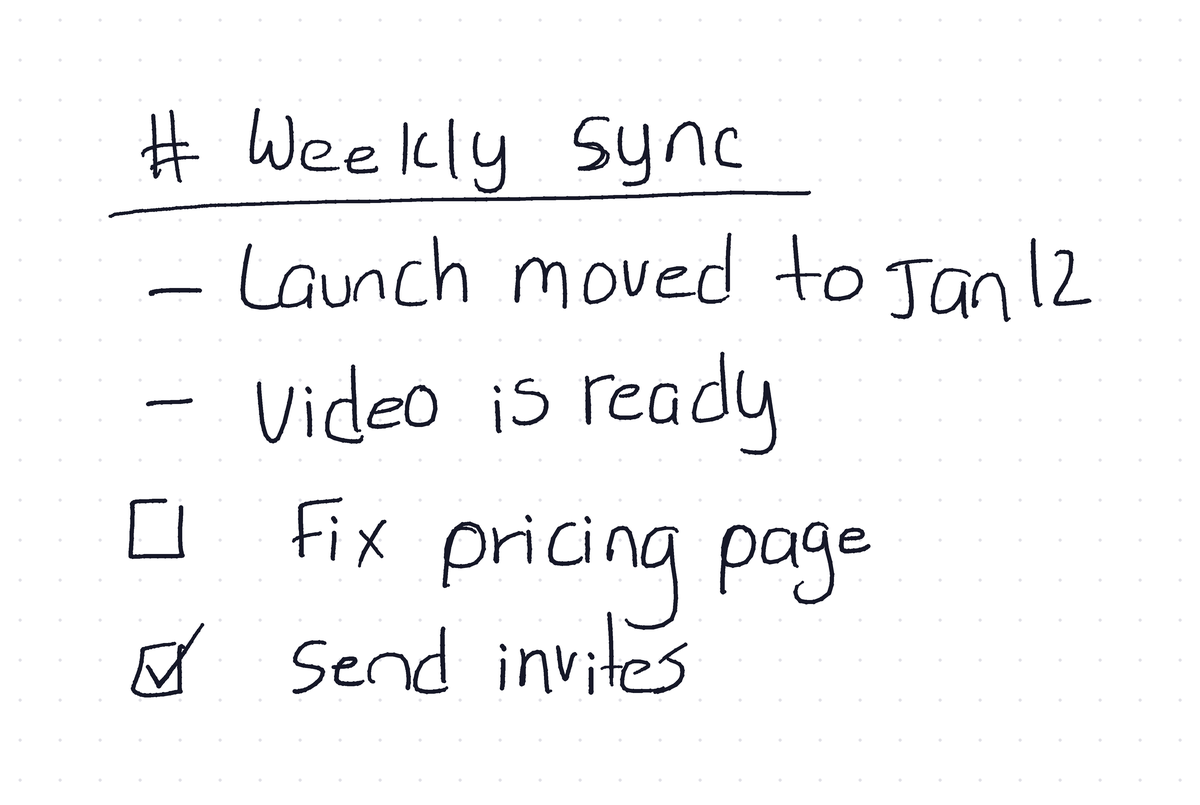 # Weekly Sync
- Launch moved to Jan 12
- Video is ready
☐ Fix pricing page
☑ Send invites